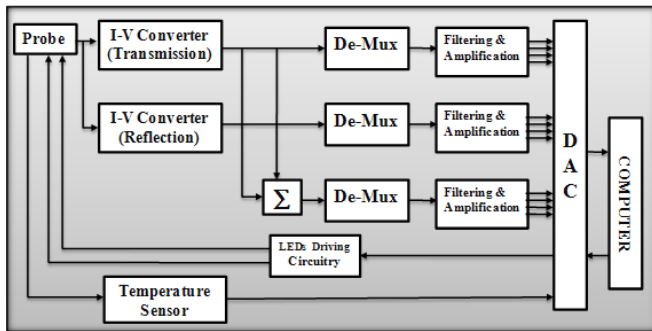 Probe
I-V Converter
(Transmission)
De-Mux
Filtering &
Amplification
I-V Converter
(Reflection)
De-Mux
Filtering &
Amplification
Σ
De-Mux
Filtering &
Amplification
D
A
C
COMPUTER
LEDs Driving
Circuitry
Temperature
Sensor